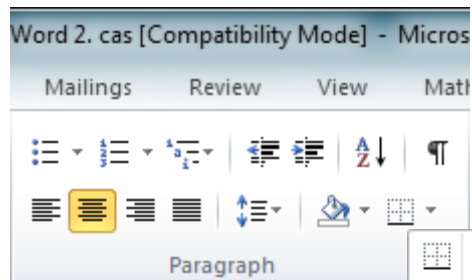 Word 2. cas [Compatibility Mode] - Micros
Mailings Review View Math
Paragraph